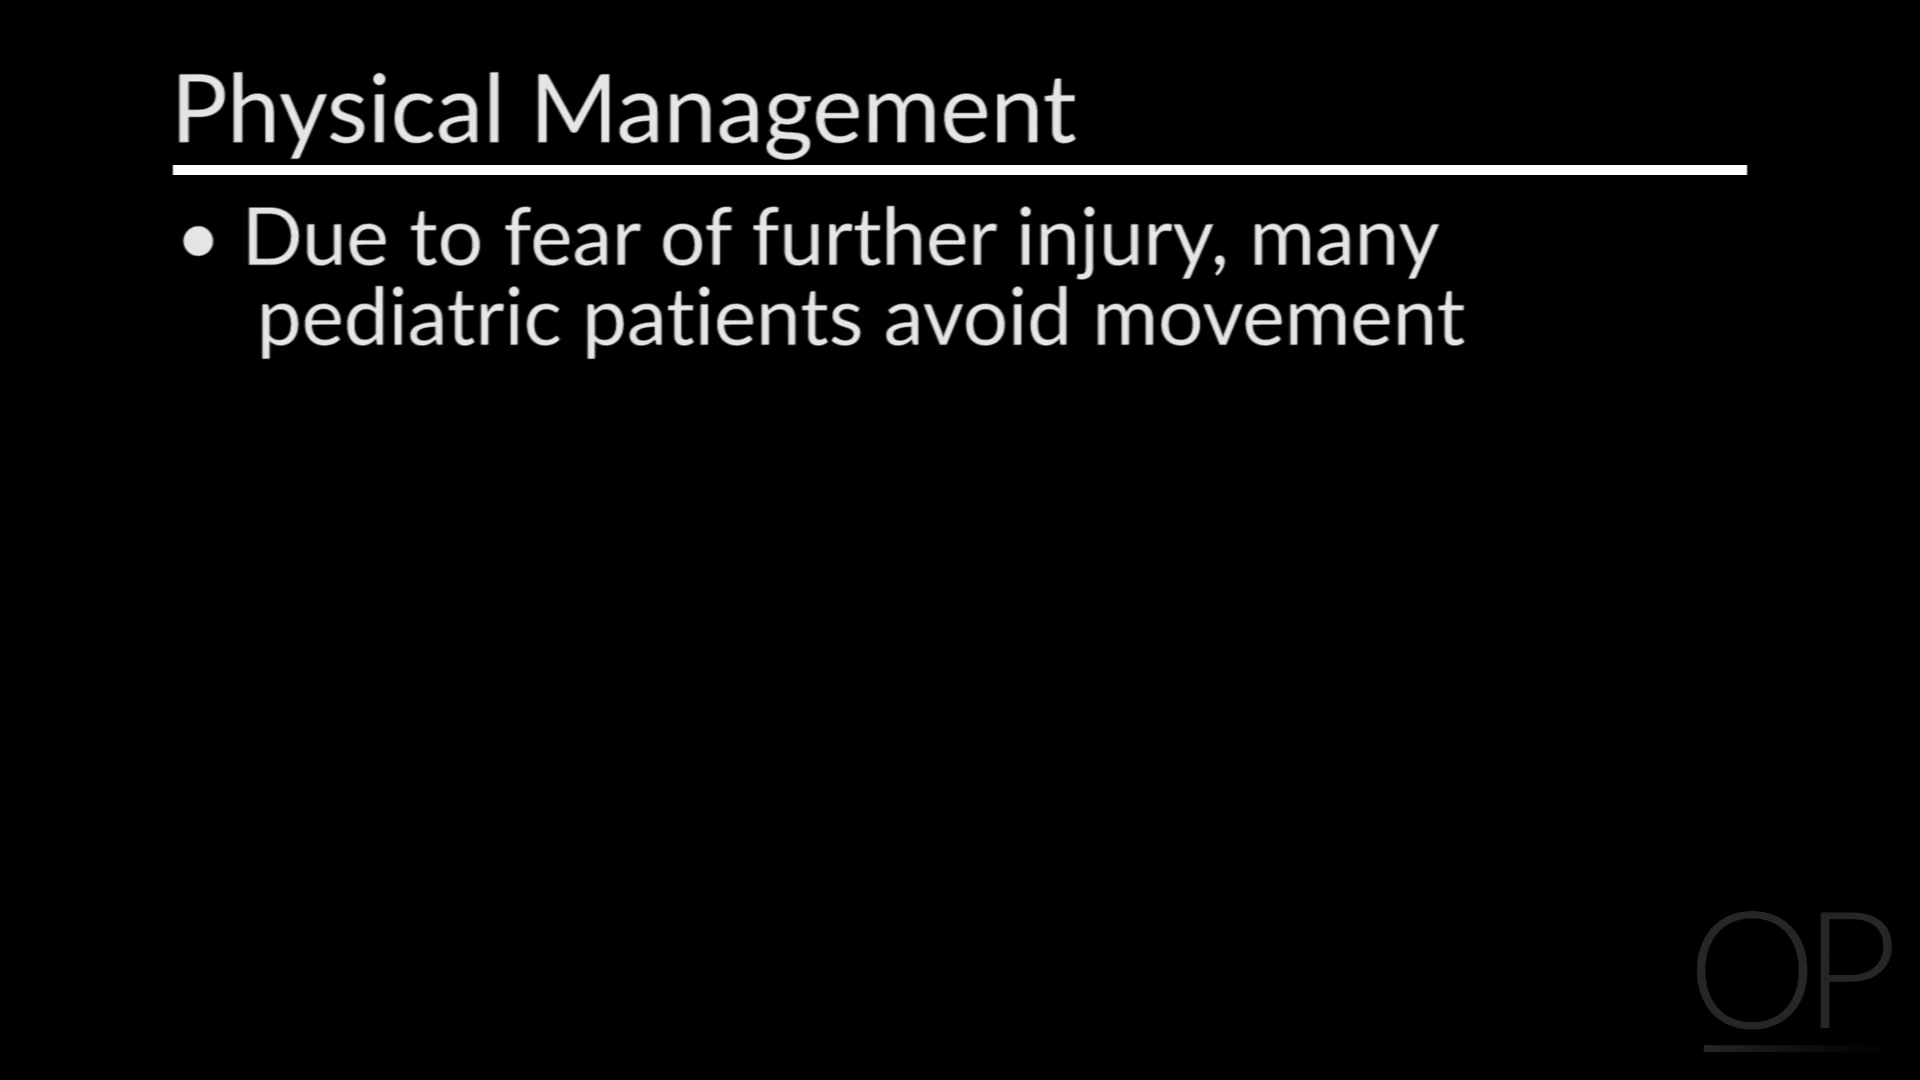 Physical Management
• Due to fear of further injury, many
pediatric patients avoid movement
OP